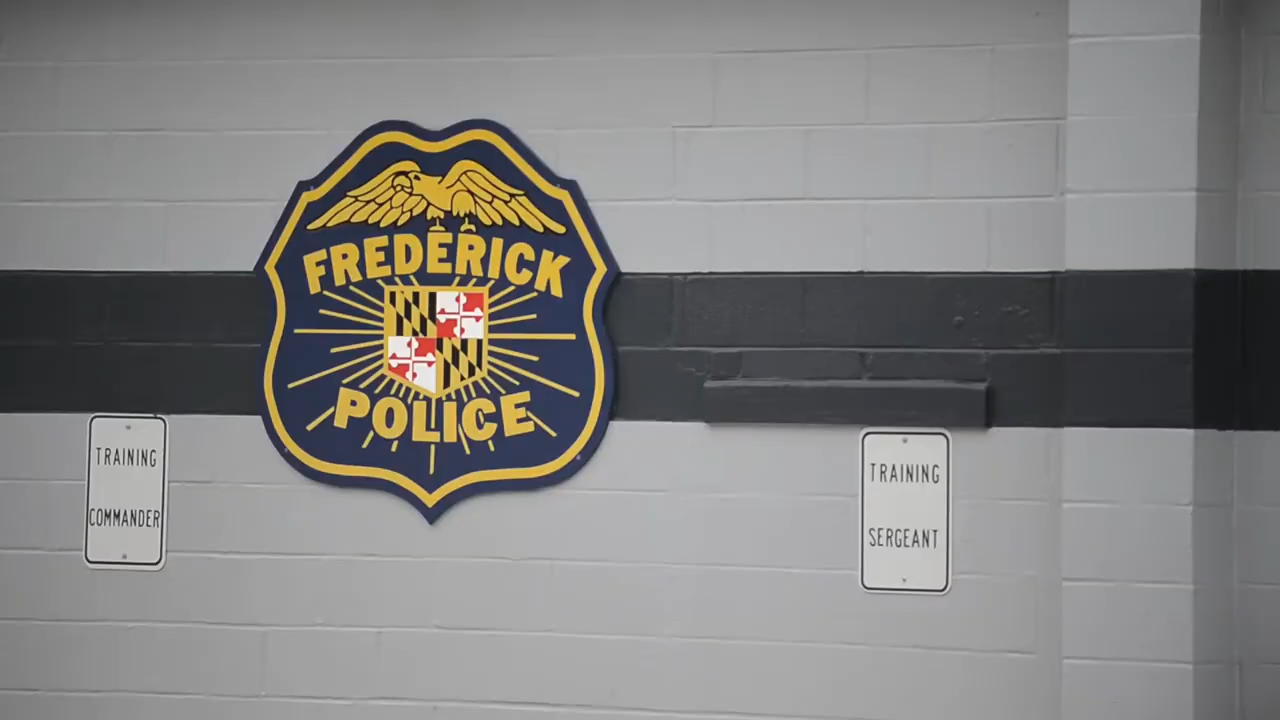 FREDERICK
POLICE
TRAINING
COMMANDER
TRAINING
SERGEANT